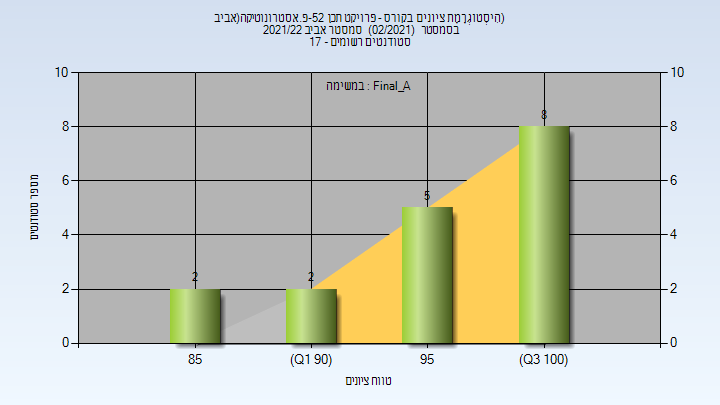 (הִיסְטוֹגְרָמַת ציונים בקורס - פרויקט תכן 52-פ.אסטרונוטיקה(אביב
בסמסטר (02/2021) סמסטר אביב 2021/22
סטודנטים רשומים - 17
במשימה : Final_A
10 10
8 8
6 6
4 4
2 2
0 0
2 2 5 8
85 (Q1 90) 95 (Q3 100)
מספר סטודנטים
טווח ציונים